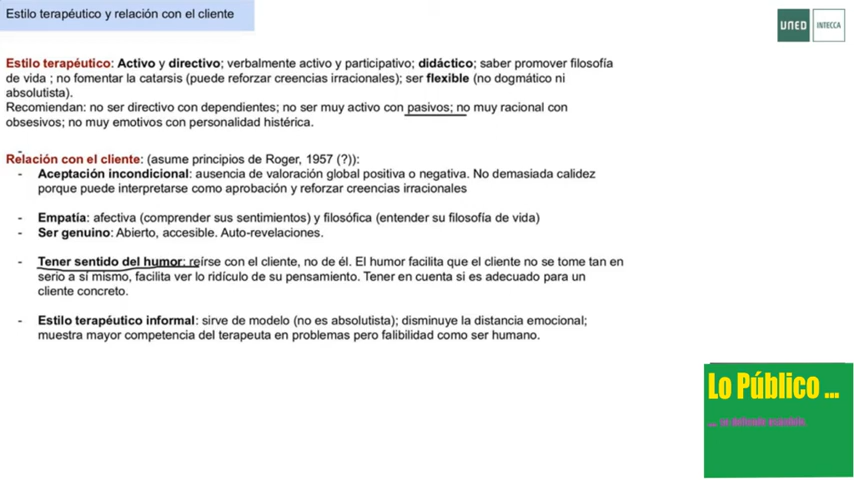 Estilo terapéutico y relación con el cliente
UNED INTECCA
Estilo terapéutico: Activo y directivo; verbalmente activo y participativo; didáctico; saber promover filosofía
de vida ; no fomentar la catarsis (puede reforzar creencias irracionales); ser flexible (no dogmático ni
absolutista).
Recomiendan: no ser directivo con dependientes; no ser muy activo con pasivos; no muy racional con
obsesivos; no muy emotivos con personalidad histérica.
-
Relación con el cliente: (asume principios de Roger, 1957 (?)):
- Aceptación incondicional: ausencia de valoración global positiva o negativa. No demasiada calidez
porque puede interpretarse como aprobación y reforzar creencias irracionales
- Empatía: afectiva (comprender sus sentimientos) y filosófica (entender su filosofía de vida)
- Ser genuino: Abierto, accesible. Auto-revelaciones.
- Tener sentido del humor: reírse con el cliente, no de él. El humor facilita que el cliente no se tome tan en
serio a sí mismo, facilita ver lo ridículo de su pensamiento. Tener en cuenta si es adecuado para un
cliente concreto.
- Estilo terapéutico informal: sirve de modelo (no es absolutista); disminuye la distancia emocional;
muestra mayor competencia del terapeuta en problemas pero falibilidad como ser humano.
Lo Público ...
.... se defiende